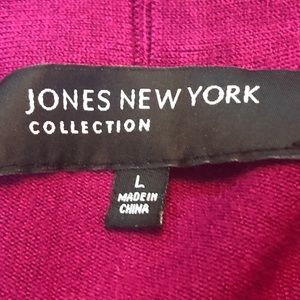 JONES NEW YORK
COLLECTION
L
MADE IN
CHINA